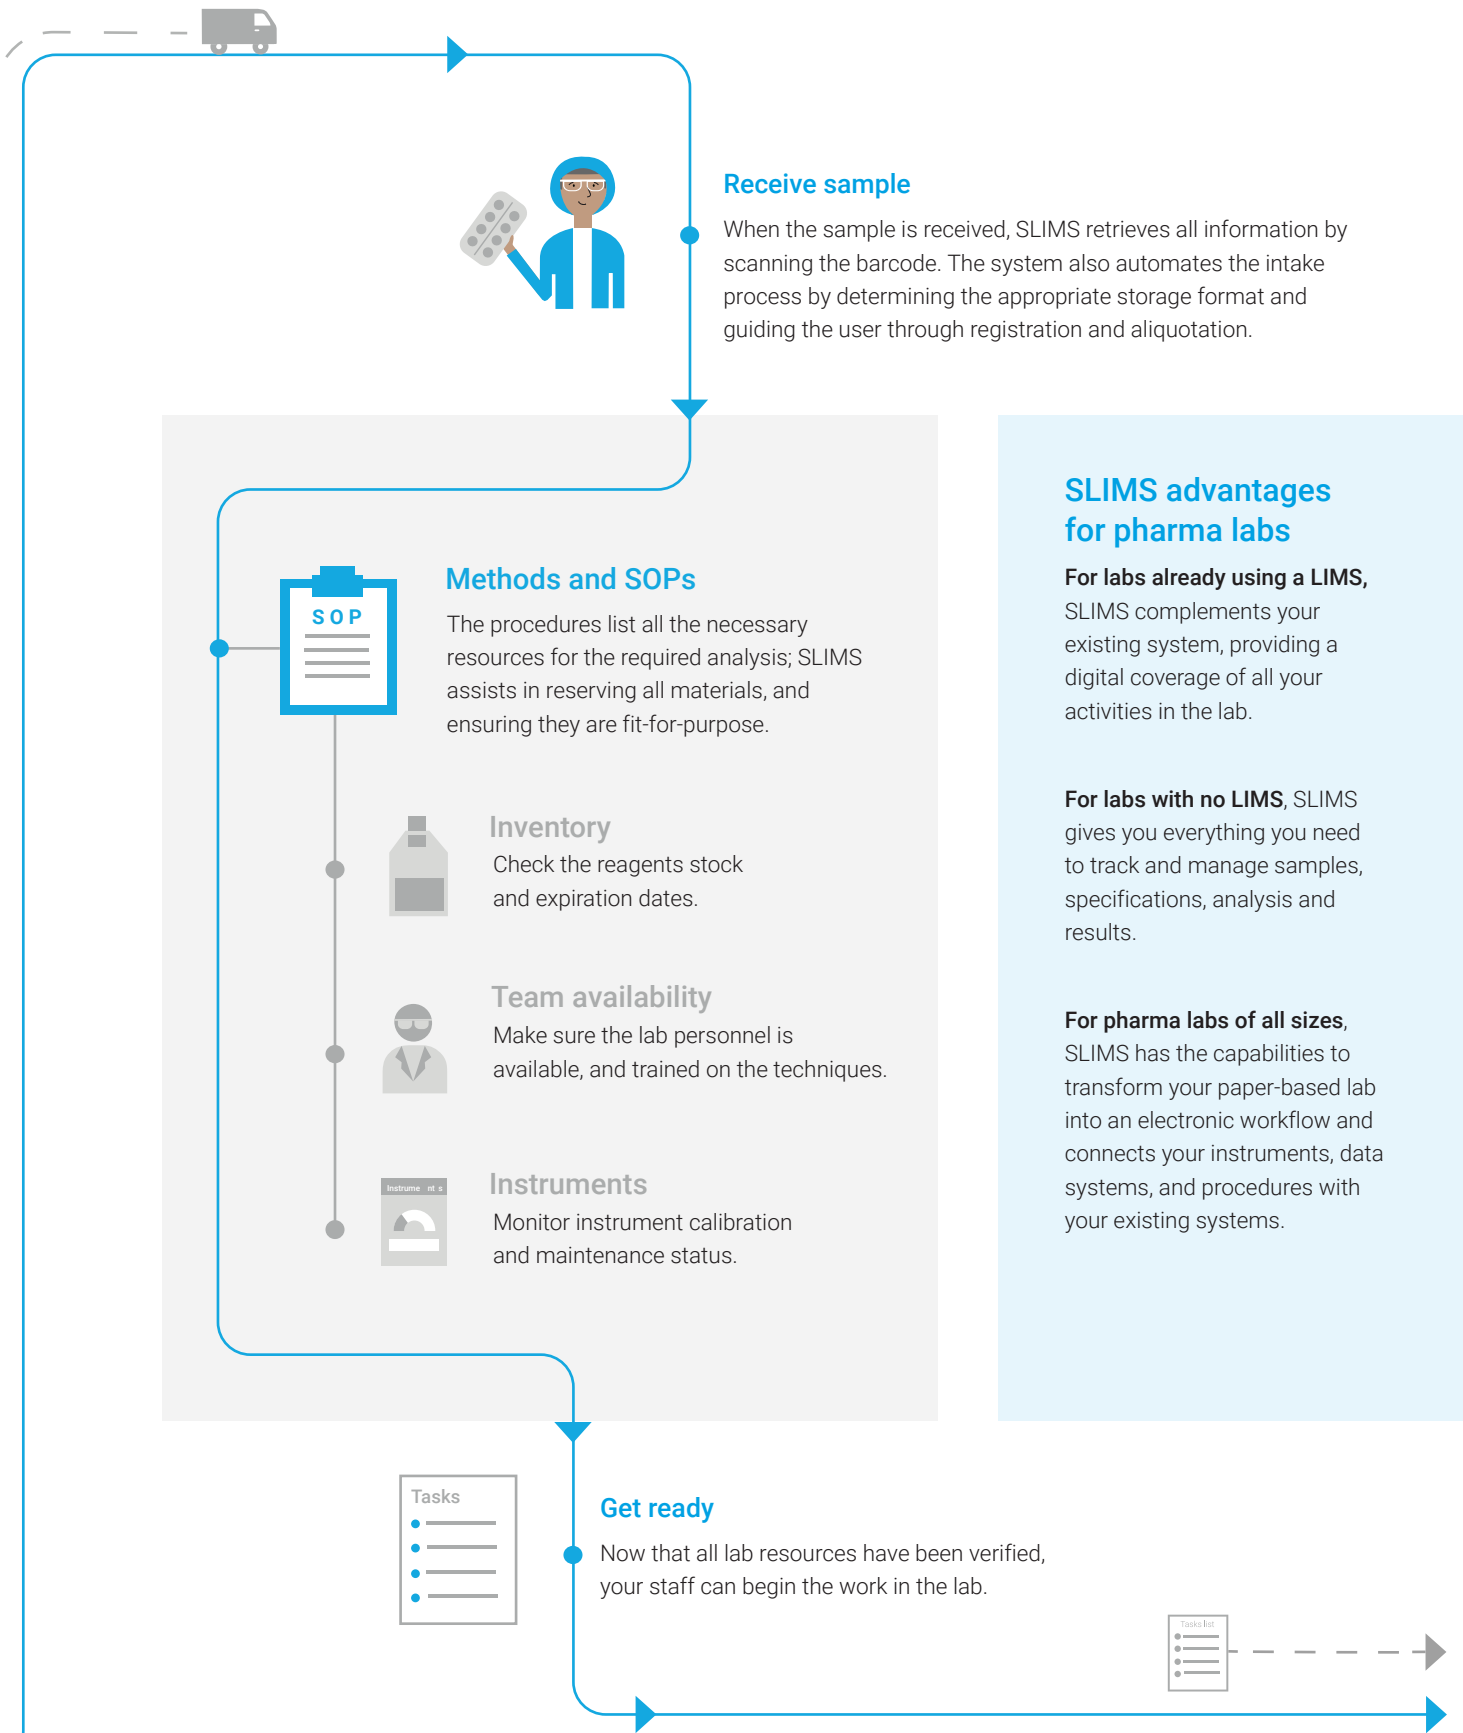 Receive sample
When the sample is received, SLIMS retrieves all information by
scanning the barcode. The system also automates the intake
process by determining the appropriate storage format and
guiding the user through registration and aliquotation.
SOP
Methods and SOPs
The procedures list all the necessary
resources for the required analysis; SLIMS
assists in reserving all materials, and
ensuring they are fit-for-purpose.
Inventory
Check the reagents stock
and expiration dates.
Team availability
Make sure the lab personnel is
available, and trained on the techniques.
Instrume nt s
Instruments
Monitor instrument calibration
and maintenance status.
SLIMS advantages
for pharma labs
For labs already using a LIMS,
SLIMS complements your
existing system, providing a
digital coverage of all your
activities in the lab.
For labs with no LIMS, SLIMS
gives you everything you need
to track and manage samples,
specifications, analysis and
results.
For pharma labs of all sizes,
SLIMS has the capabilities to
transform your paper-based lab
into an electronic workflow and
connects your instruments, data
systems, and procedures with
your existing systems.
Tasks
Get ready
Now that all lab resources have been verified,
your staff can begin the work in the lab.
Tasks list